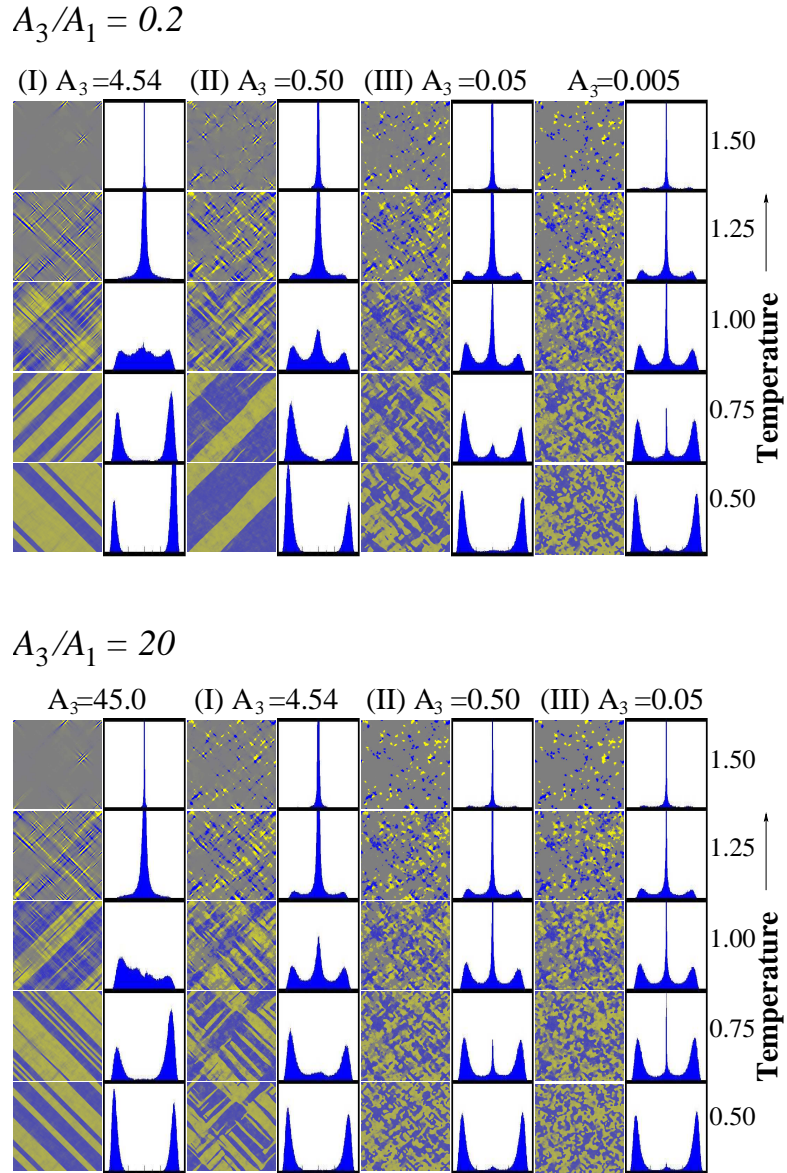 A3/A1 = 0.2
(I) A3=4.54 (II) A3=0.50 (III) A3=0.05 A3=0.005
1.50
1.25
1.00
0.75
0.50
Temperature
A3/A1 = 20
A3=45.0 (I) A3=4.54 (II) A3=0.50 (III) A3=0.05
1.50
1.25
1.00
0.75
0.50
Temperature